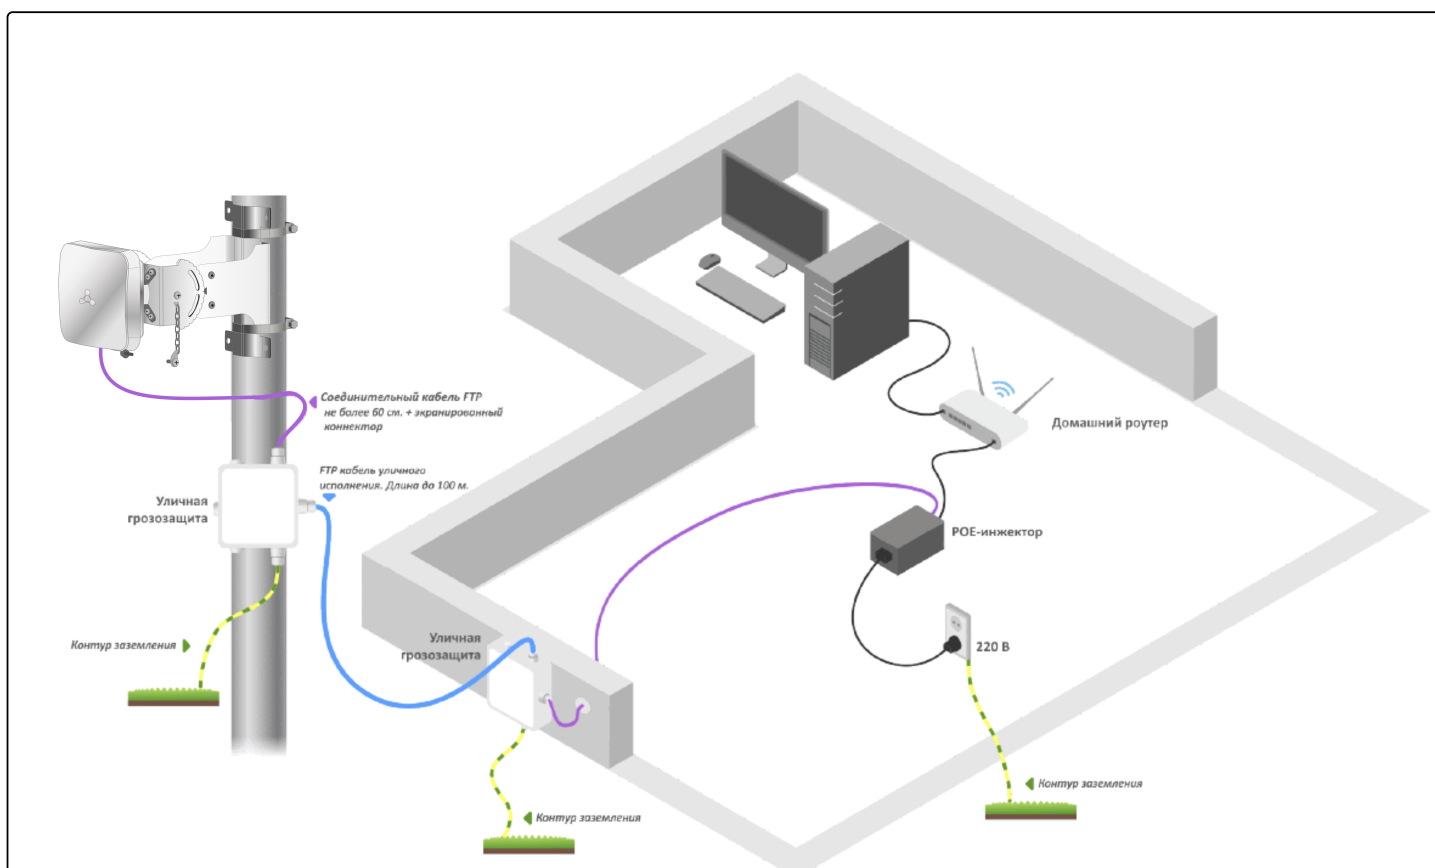 Соединительный кабель FTP
не более 60 см. + экранированный
коннектор
FTP кабель уличного
исполнения. Длина до 100 м.
Уличная
грозозащита
Домашний роутер
POE-инжектор
Контур заземления
Уличная
грозозащита
220 В
Контур заземления
Контур заземления